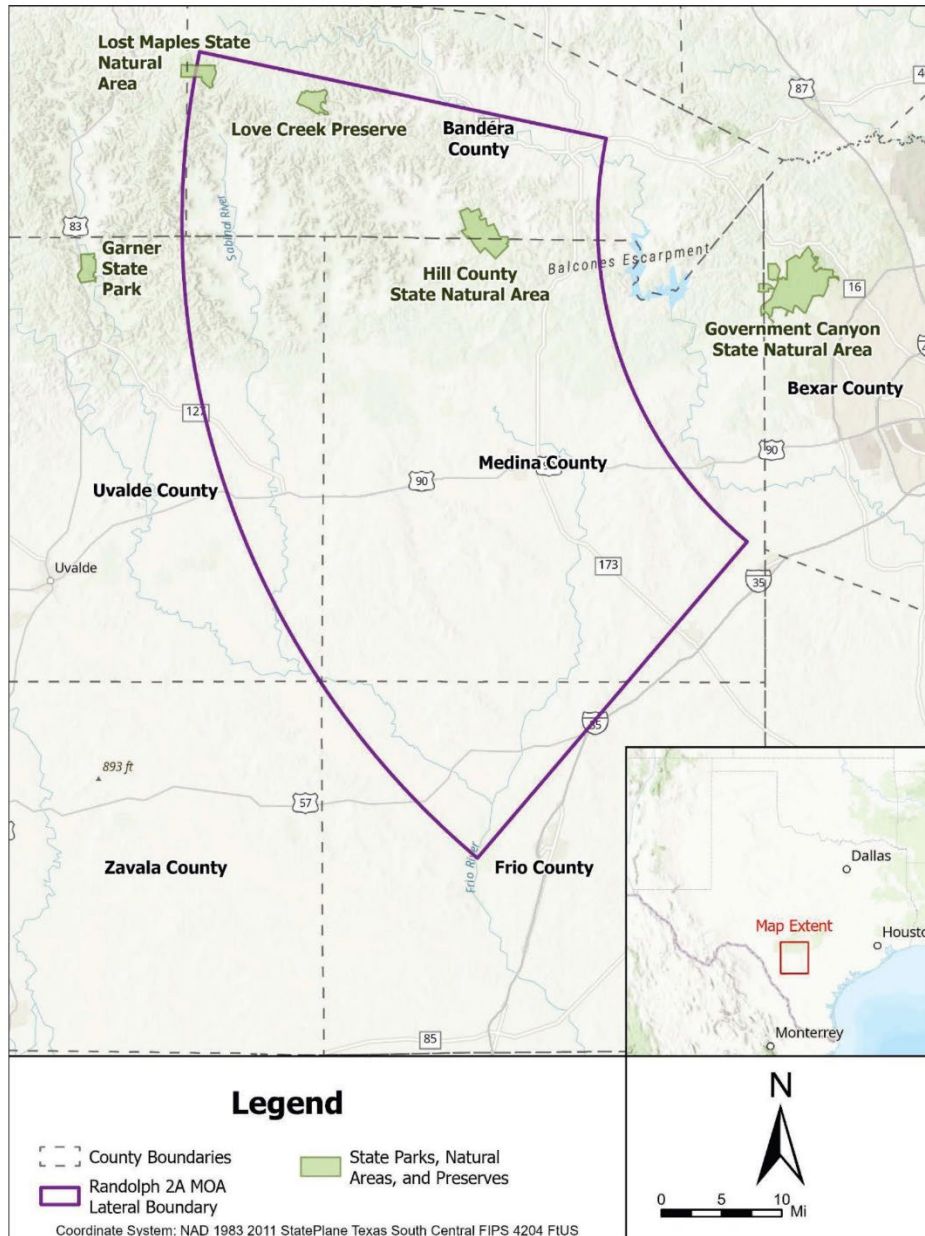 Lost Maples State
Natural
Area
Love Creek Preserve
Bandéra
County
87
83
Sabinal River
Garner
State
Park
Hill County
State Natural Area
Balcones Escarpment
16
Government Canyon
State Natural Area
Bexar County
127
Medina County
90
90
Uvalde County
Uvalde
173
35
35
893 ft
57
Zavala County
Frio River
Frio County
85
Dallas
Map Extent
Housto
Monterrey
Legend
County Boundaries
Randolph 2A MOA
Lateral Boundary
State Parks, Natural
Areas, and Preserves
N
0 5 10
Mi
Coordinate System: NAD 1983 2011 StatePlane Texas South Central FIPS 4204 FtUS